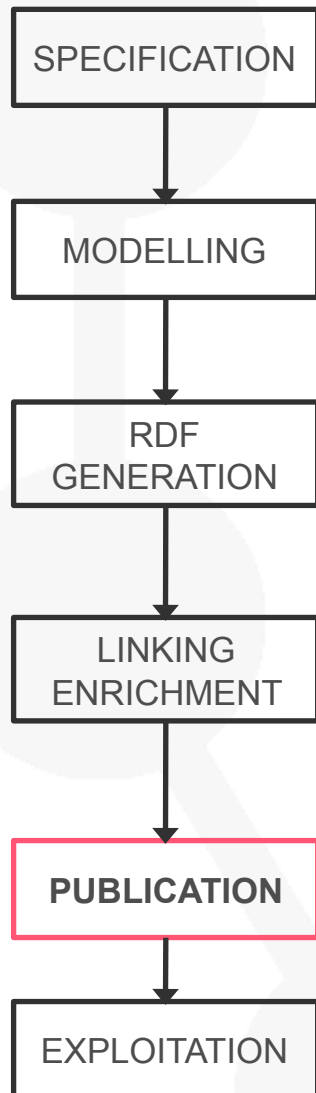 SPECIFICATION
MODELLING
RDF
GENERATION
LINKING
ENRICHMENT
PUBLICATION
EXPLOITATION